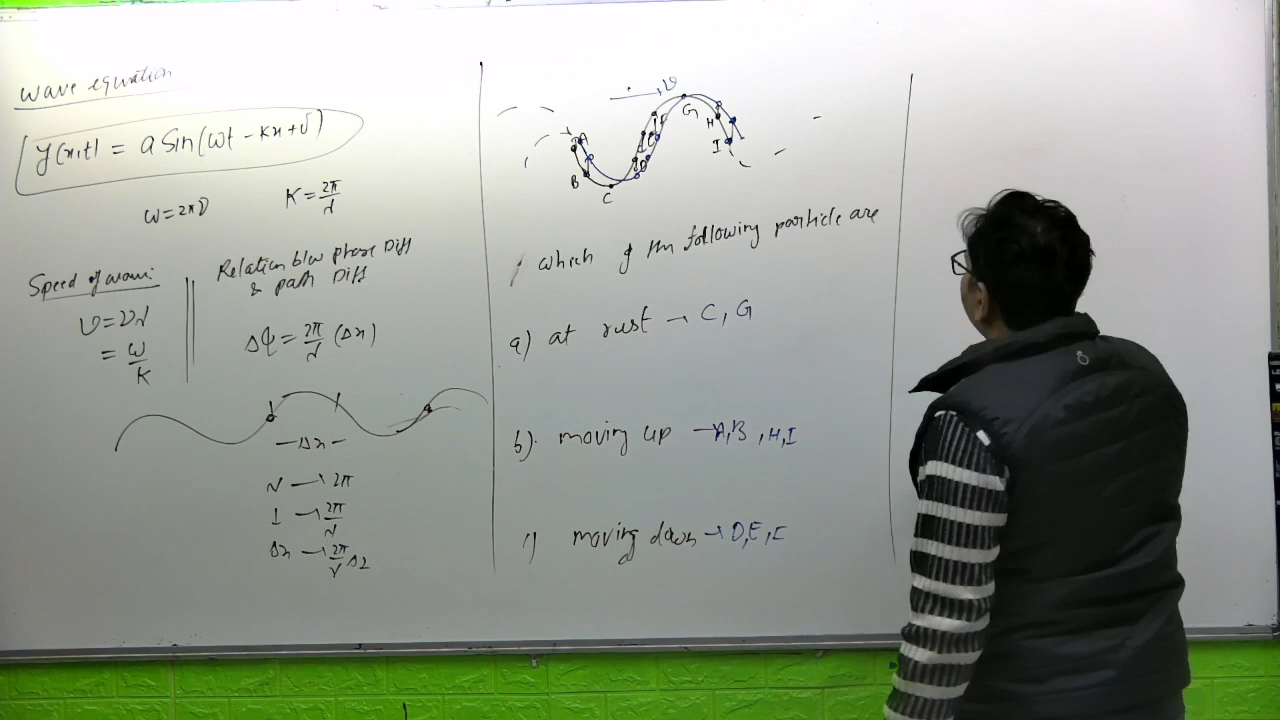 wave equation
y(x,t) = a Sin(ωt - Kx + δ)
ω = 2πν
K = 2π/λ
Speed of wave:
υ = νλ
= ω/K
Relation b/w phase Diff
& path Diff
Δφ = 2π/λ (Δx)
Δx
λ → 2π
1 → 2π/λ
Δx → 2π/λ Δx
υ
A
B
C
D
E
F
G
H
I
which of the following particle are
a) at rest → C, G
b). moving up → A, B, H, I
moving down → D, E, F